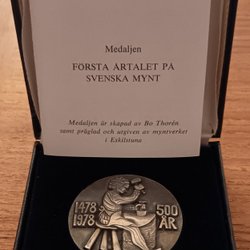 Medaljen
FÖRSTA ÅRTALET PÅ
SVENSKA MYNT
Medaljen är skapad av Bo Thorén
samt präglad och utgiven av myntverket
i Eskilstuna
1478 500
1978 ÅR